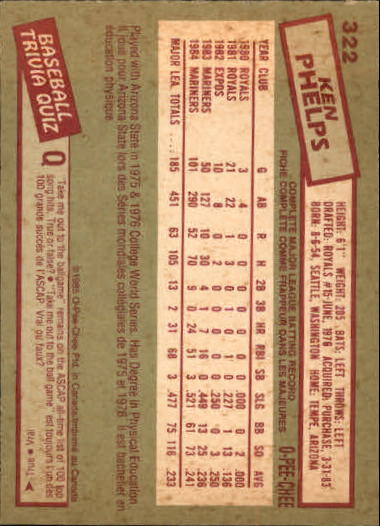 322
KEN
PHELPS
HEIGHT: 6'1" WEIGHT: 205 BATS: LEFT THROWS: LEFT
DRAFTED: ROYALS #15-JUNE 1976 ACQUIRED: PURCHASE, 3-31-83
BORN: 8-6-54, SEATTLE, WASHINGTON HOME: TEMPE, ARIZONA
COMPLETE MAJOR LEAGUE BATTING RECORD
FICHE COMPLETE COMME FRAPPEUR DANS LES MAJEURES
O-PEE-CHEE
YEAR CLUB G AB R H 2B 3B HR RBI SB SLG BB SO AVG
1980 ROYALS 3 4 0 0 0 0 0 0 0 .000 0 2 .000
1981 ROYALS 21 22 1 3 0 1 0 1 0 .227 1 13 .136
1982 EXPOS 10 8 0 2 0 0 0 0 0 .250 0 3 .250
1983 MARINERS 50 127 10 30 4 1 7 16 0 .449 13 25 .236
1984 MARINERS 101 290 52 70 9 0 24 51 3 .521 61 73 .241
MAJOR LEA. TOTALS ... 185 451 63 105 13 2 31 68 3 .477 75 116 .233
Played with Arizona State in 1975 & 1976 College World Series. Has Degree in Physical Education
Il joue pour Arizona State lors des Séries mondiales collégiales de 1975 et 1976. Il est bachelier en
éducation physique.
©1985 O-Pee-Chee Ptd. in Canada/Imprimé au Canada
BASEBALL
TRIVIA QUIZ
Q
"Take me out to the ballgame" remains on the ASCAP all-time list of 100 top
song hits. True or false? • "Take me out to the ball game" est toujours l'un des
100 grands succès de l'ASCAP. Vrai ou faux?
True · Vrai